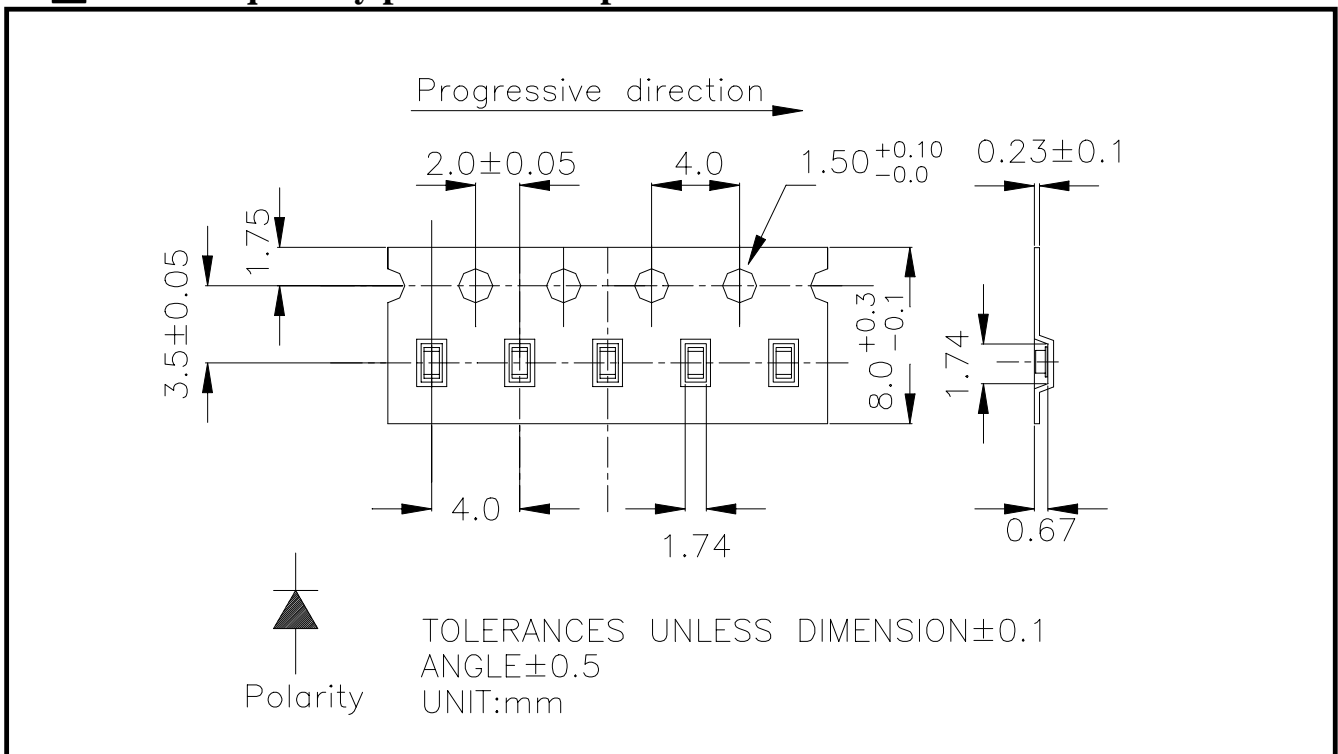 Progressive direction
2.0±0.05
4.0
1.50 +0.10 -0.0
0.23±0.1
1.75
3.5±0.05
8.0 +0.3 -0.1
1.74
4.0
1.74
0.67
Polarity
TOLERANCES UNLESS DIMENSION±0.1
ANGLE±0.5
UNIT:mm